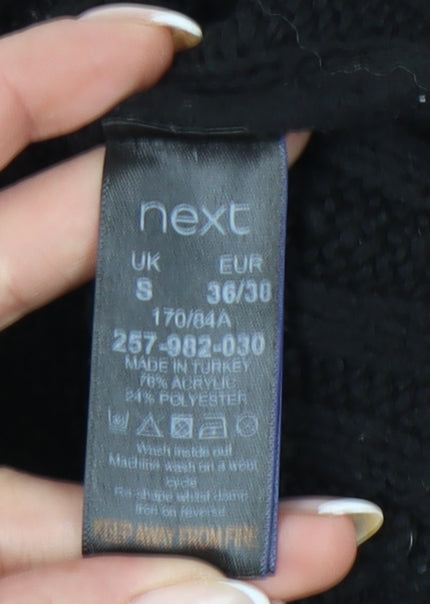 next
UK EUR
S 36/38
170/84A
257-982-030
MADE IN TURKEY
76% ACRYLIC
24% POLYESTER
Wash inside out
Machine wash on a wool
cycle
Re-shape whilst damp
Iron on reverse
KEEP AWAY FROM FIRE